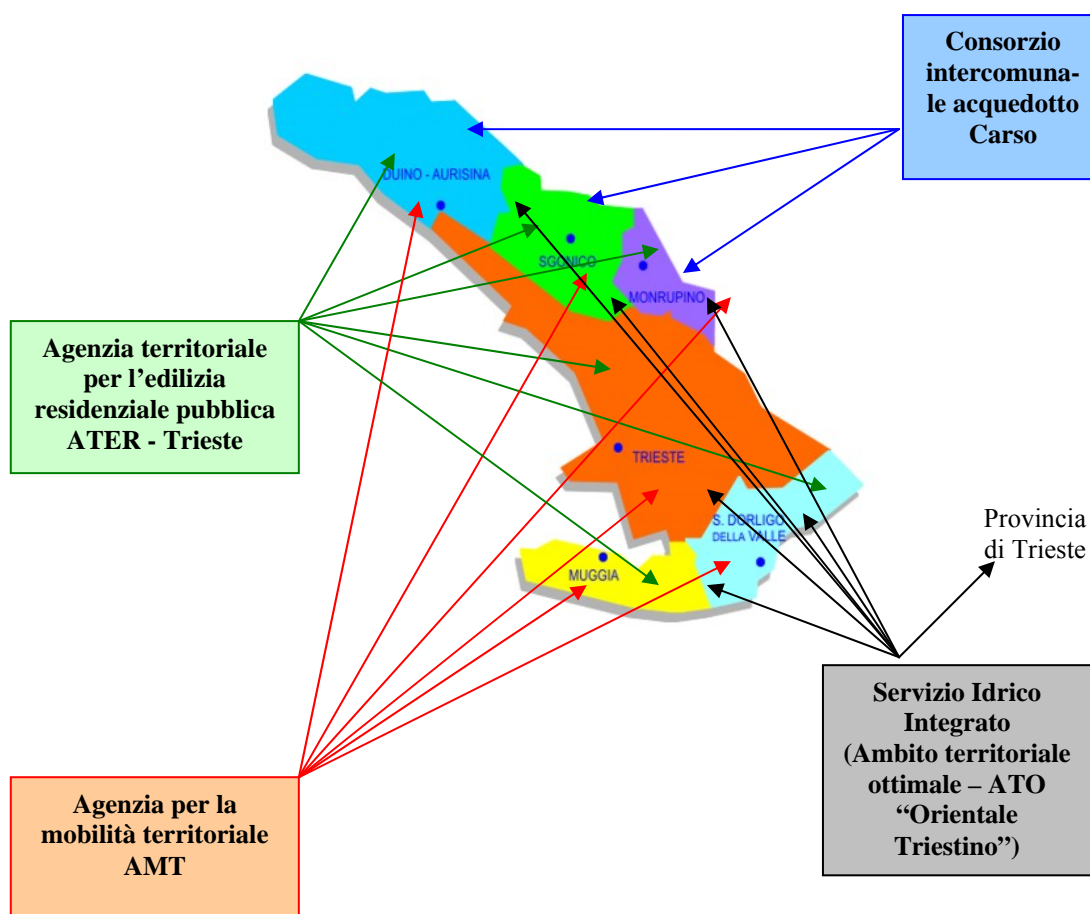 Consorzio
intercomuna-
le acquedotto
Carso
DUINO - AURISINA
SGONICO
MONRUPINO
Agenzia territoriale
per l’edilizia
residenziale pubblica
ATER - Trieste
TRIESTE
S. DORLIGO
DELLA VALLE
MUGGIA
Provincia
di Trieste
Servizio Idrico
Integrato
(Ambito territoriale
ottimale – ATO
“Orientale
Triestino”)
Agenzia per la
mobilità territoriale
AMT